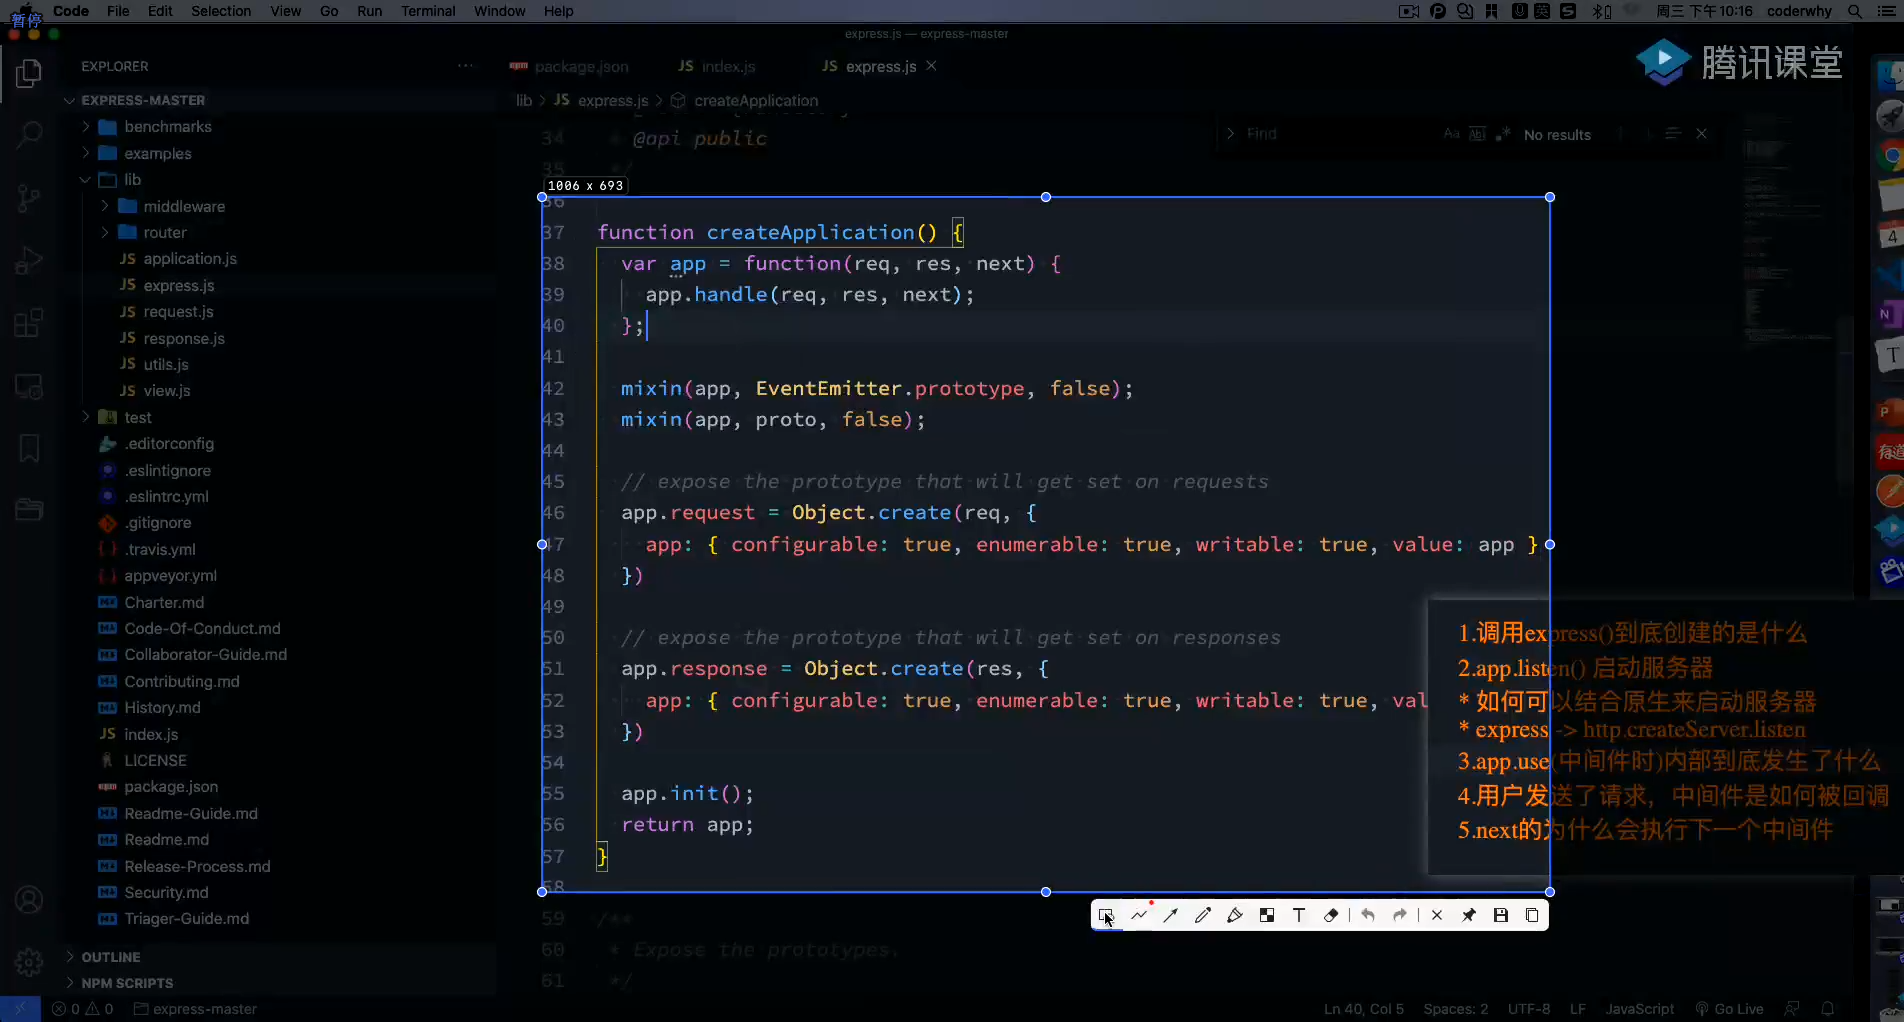 Code File Edit Selection View Go Run Terminal Window Help
周三 下午10:16 coderwhy
暂停
express.js — express-master
腾讯课堂
EXPLORER
EXPRESS-MASTER
benchmarks
examples
lib
middleware
router
JS application.js
JS express.js
JS request.js
JS response.js
JS utils.js
JS view.js
test
.editorconfig
.eslintignore
.eslintrc.yml
.gitignore
.travis.yml
appveyor.yml
Charter.md
Code-Of-Conduct.md
Collaborator-Guide.md
Contributing.md
History.md
JS index.js
LICENSE
package.json
Readme-Guide.md
Readme.md
Release-Process.md
Security.md
Triager-Guide.md
OUTLINE
NPM SCRIPTS
package.json JS index.js JS express.js
lib > JS express.js > createApplication
Find No results
34 * @api public
35 */
1006 x 693
36
37 function createApplication() {
38 var app = function(req, res, next) {
39 app.handle(req, res, next);
40 };
41
42 mixin(app, EventEmitter.prototype, false);
43 mixin(app, proto, false);
44
45 // expose the prototype that will get set on requests
46 app.request = Object.create(req, {
47 app: { configurable: true, enumerable: true, writable: true, value: app }
48 })
49
50 // expose the prototype that will get set on responses
51 app.response = Object.create(res, {
52 app: { configurable: true, enumerable: true, writable: true, val
53 })
54
55 app.init();
56 return app;
57 }
58
59 /**
60 * Expose the prototypes.
61 */
1.调用express()到底创建的是什么
2.app.listen() 启动服务器
* 如何可以结合原生来启动服务器
* express -> http.createServer.listen
3.app.use(中间件时)内部到底发生了什么
4.用户发送了请求，中间件是如何被回调
5.next的为什么会执行下一个中间件
0 0 express-master
Ln 40, Col 5 Spaces: 2 UTF-8 LF JavaScript Go Live